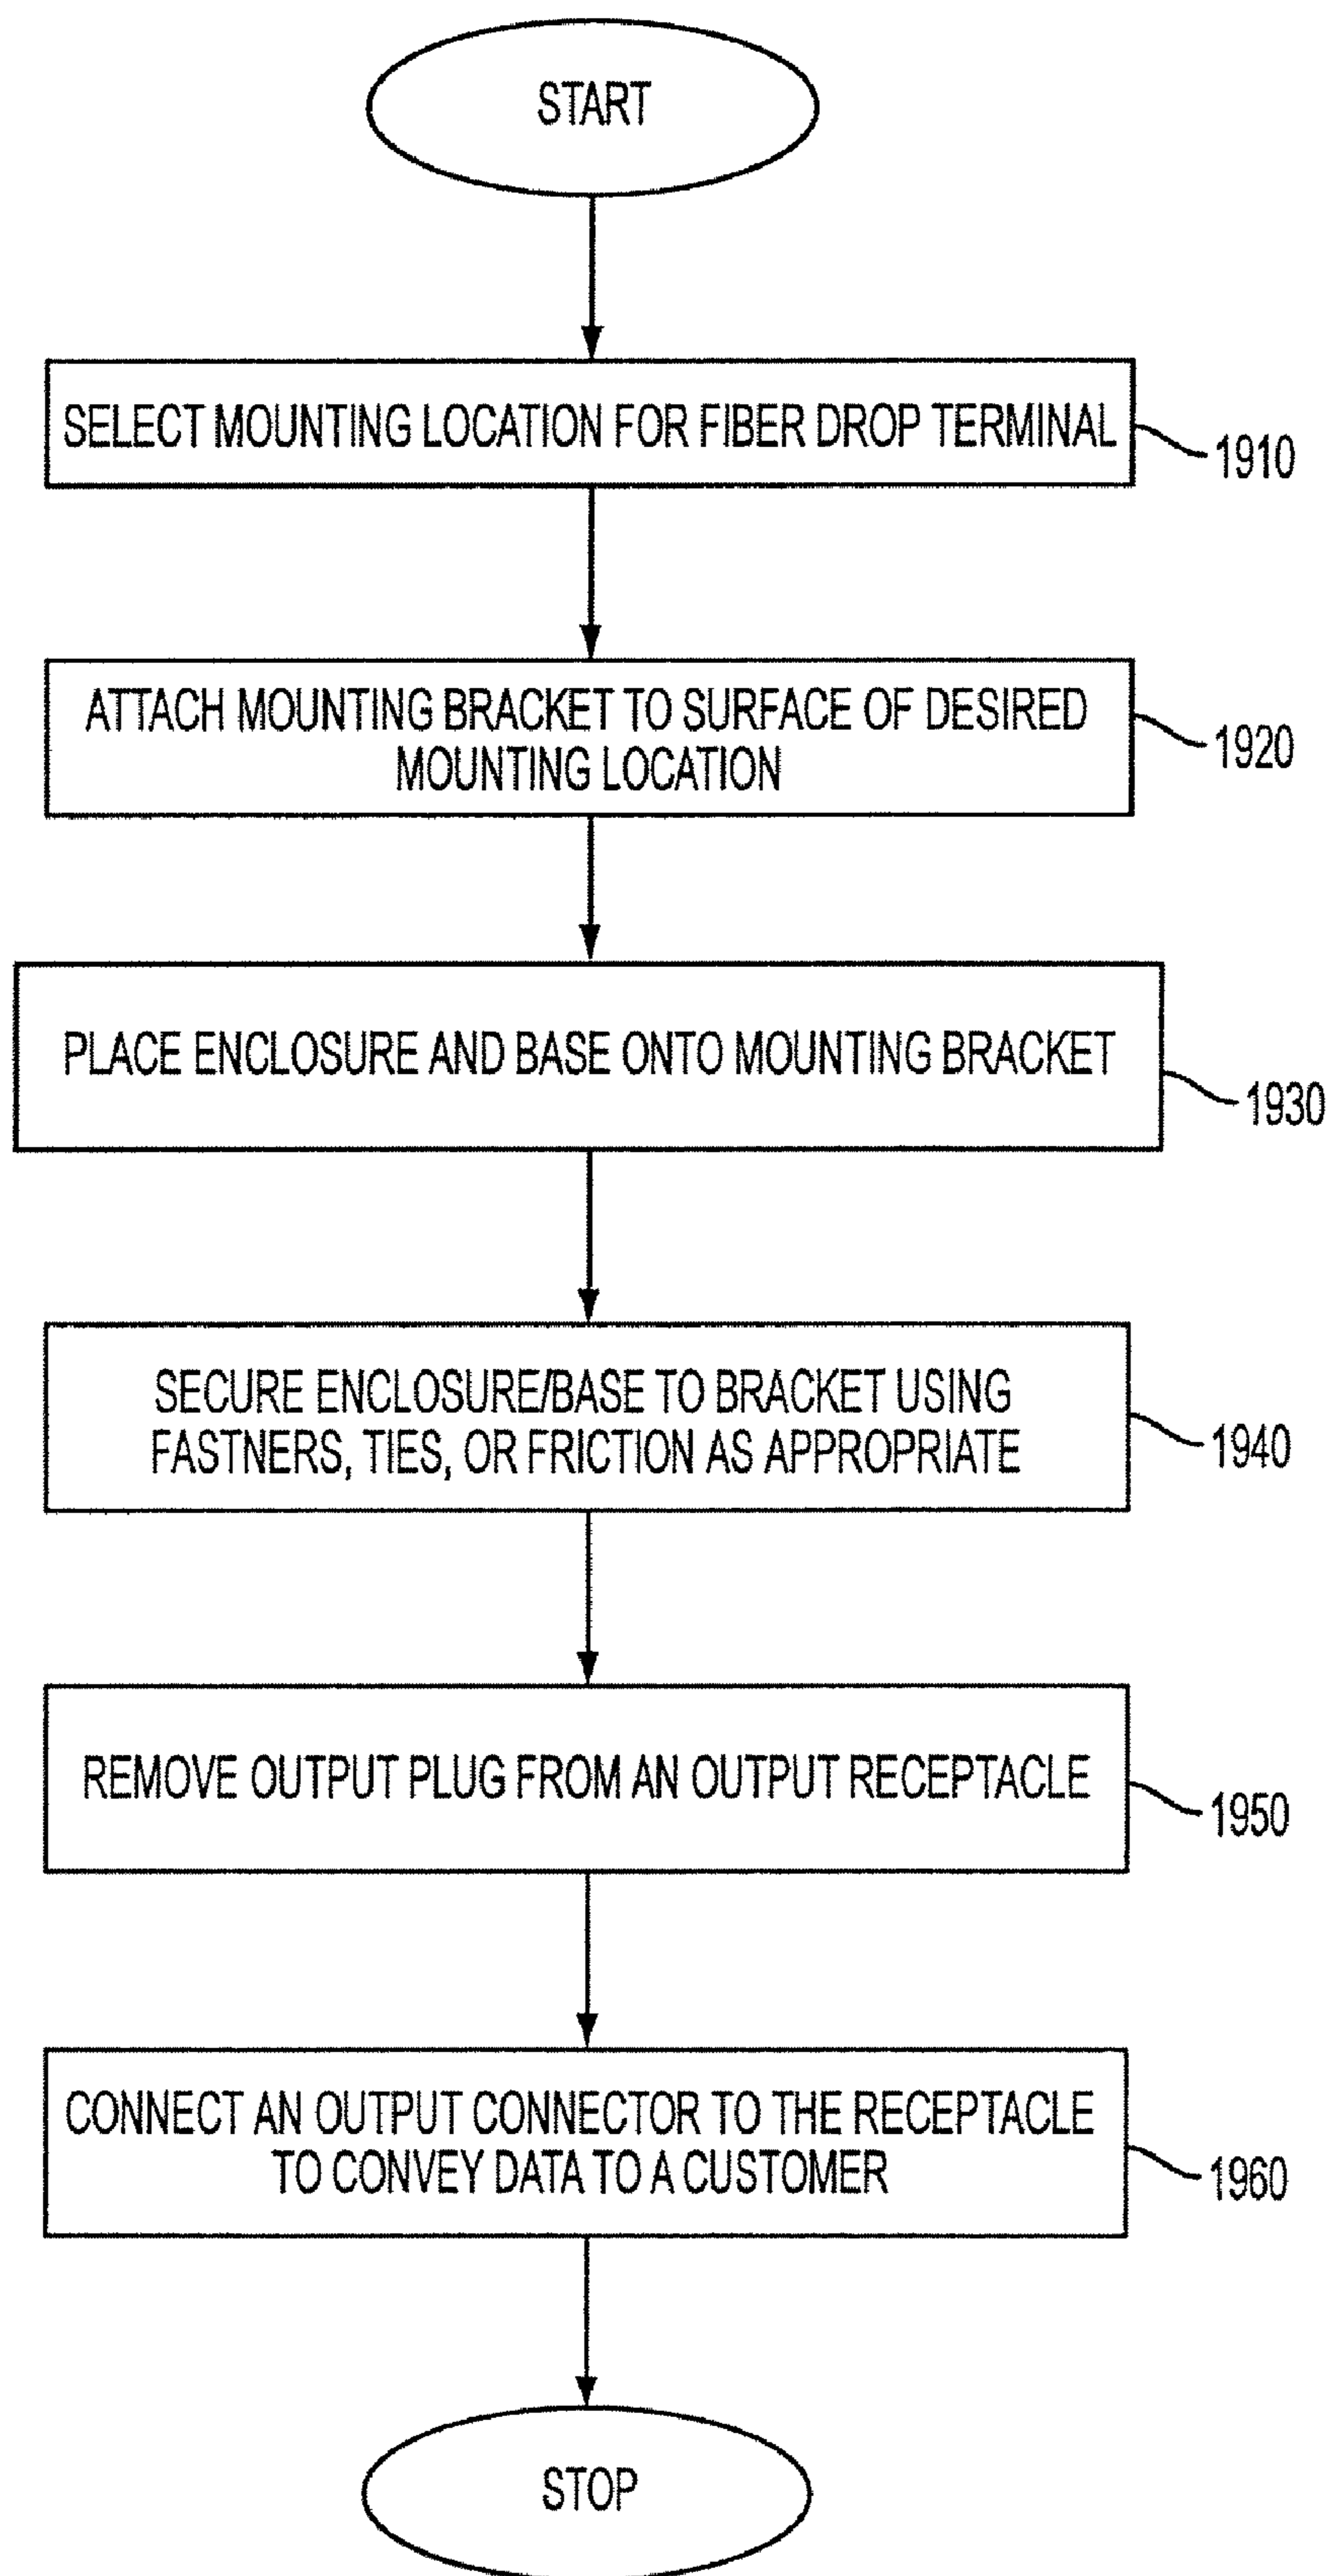 START
SELECT MOUNTING LOCATION FOR FIBER DROP TERMINAL
1910
ATTACH MOUNTING BRACKET TO SURFACE OF DESIRED
MOUNTING LOCATION
1920
PLACE ENCLOSURE AND BASE ONTO MOUNTING BRACKET
1930
SECURE ENCLOSURE/BASE TO BRACKET USING
FASTNERS, TIES, OR FRICTION AS APPROPRIATE
1940
REMOVE OUTPUT PLUG FROM AN OUTPUT RECEPTACLE
1950
CONNECT AN OUTPUT CONNECTOR TO THE RECEPTACLE
TO CONVEY DATA TO A CUSTOMER
1960
STOP